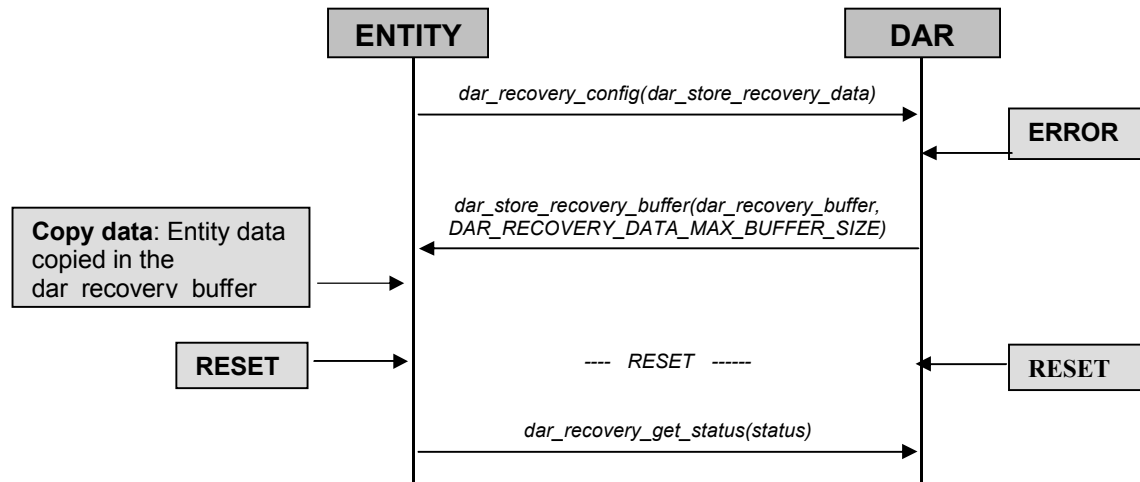 ENTITY
DAR
dar_recovery_config(dar_store_recovery_data)
ERROR
dar_store_recovery_buffer(dar_recovery_buffer,
DAR_RECOVERY_DATA_MAX_BUFFER_SIZE)
Copy data: Entity data
copied in the
dar_recovery_buffer
RESET
---- RESET ------
RESET
dar_recovery_get_status(status)